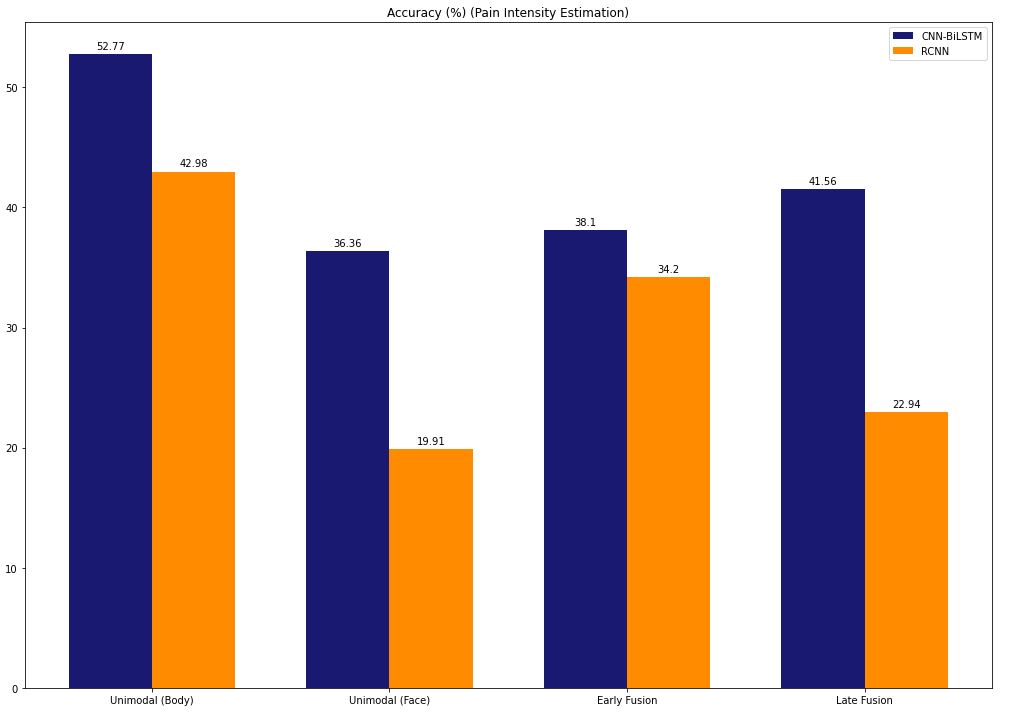 Accuracy (%) (Pain Intensity Estimation)
CNN-BiLSTM
RCNN
52.77
42.98
36.36
19.91
38.1
34.2
41.56
22.94
50
40
30
20
10
0
Unimodal (Body)
Unimodal (Face)
Early Fusion
Late Fusion